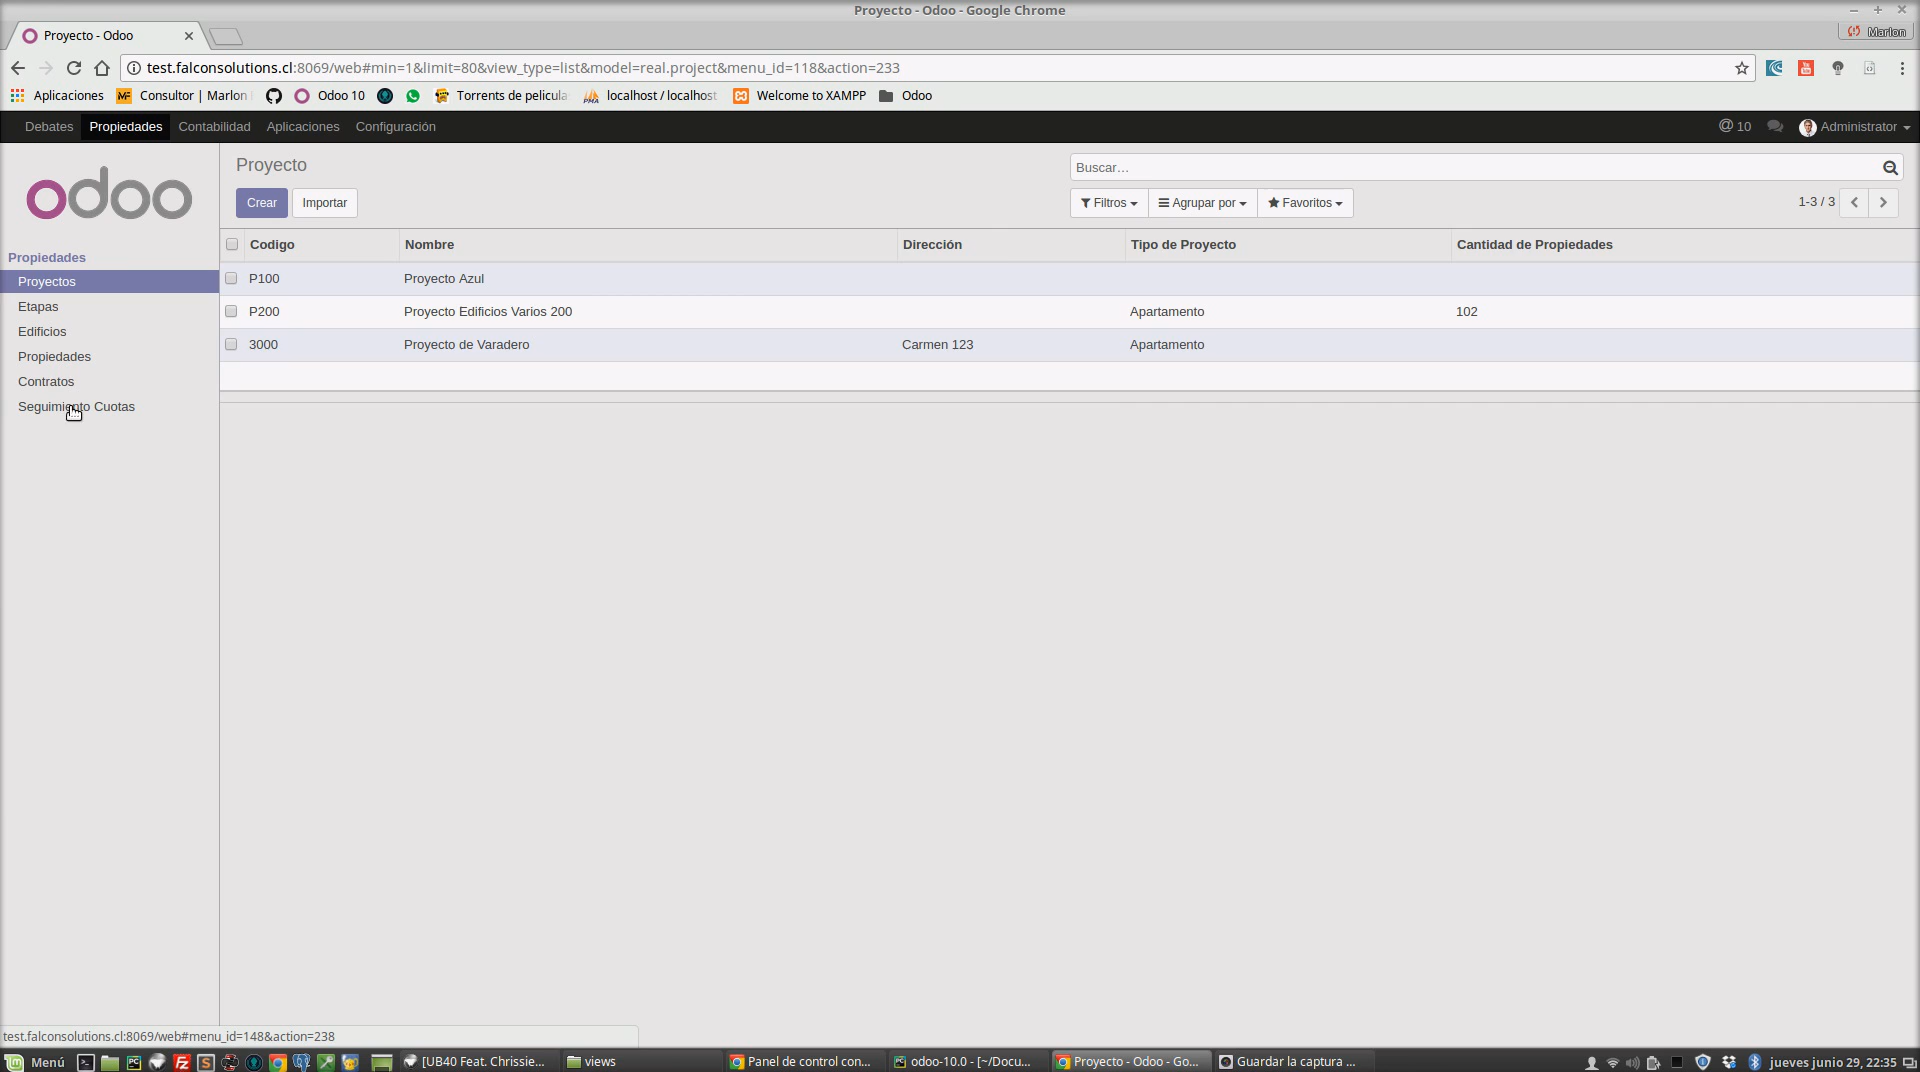 Proyecto - Odoo - Google Chrome
Proyecto - Odoo
Marlon
test.falconsolutions.cl:8069/web#min=1&limit=80&view_type=list&model=real.project&menu_id=118&action=233
Aplicaciones MF Consultor | Marlon Odoo 10 Torrents de película PMA localhost / localhost Welcome to XAMPP Odoo
Debates Propiedades Contabilidad Aplicaciones Configuración @ 10 Administrator
odoo
Proyecto
Buscar...
Crear Importar Filtros Agrupar por Favoritos 1-3 / 3
Propiedades
Proyectos
Etapas
Edificios
Propiedades
Contratos
Seguimiento Cuotas
Codigo Nombre Dirección Tipo de Proyecto Cantidad de Propiedades
P100 Proyecto Azul
P200 Proyecto Edificios Varios 200 Apartamento 102
3000 Proyecto de Varadero Carmen 123 Apartamento
test.falconsolutions.cl:8069/web#menu_id=148&action=238
Menú [UB40 Feat. Chrissie... views Panel de control con... odoo-10.0 - [~/Docu... Proyecto - Odoo - Go... Guardar la captura ... jueves junio 29, 22:35